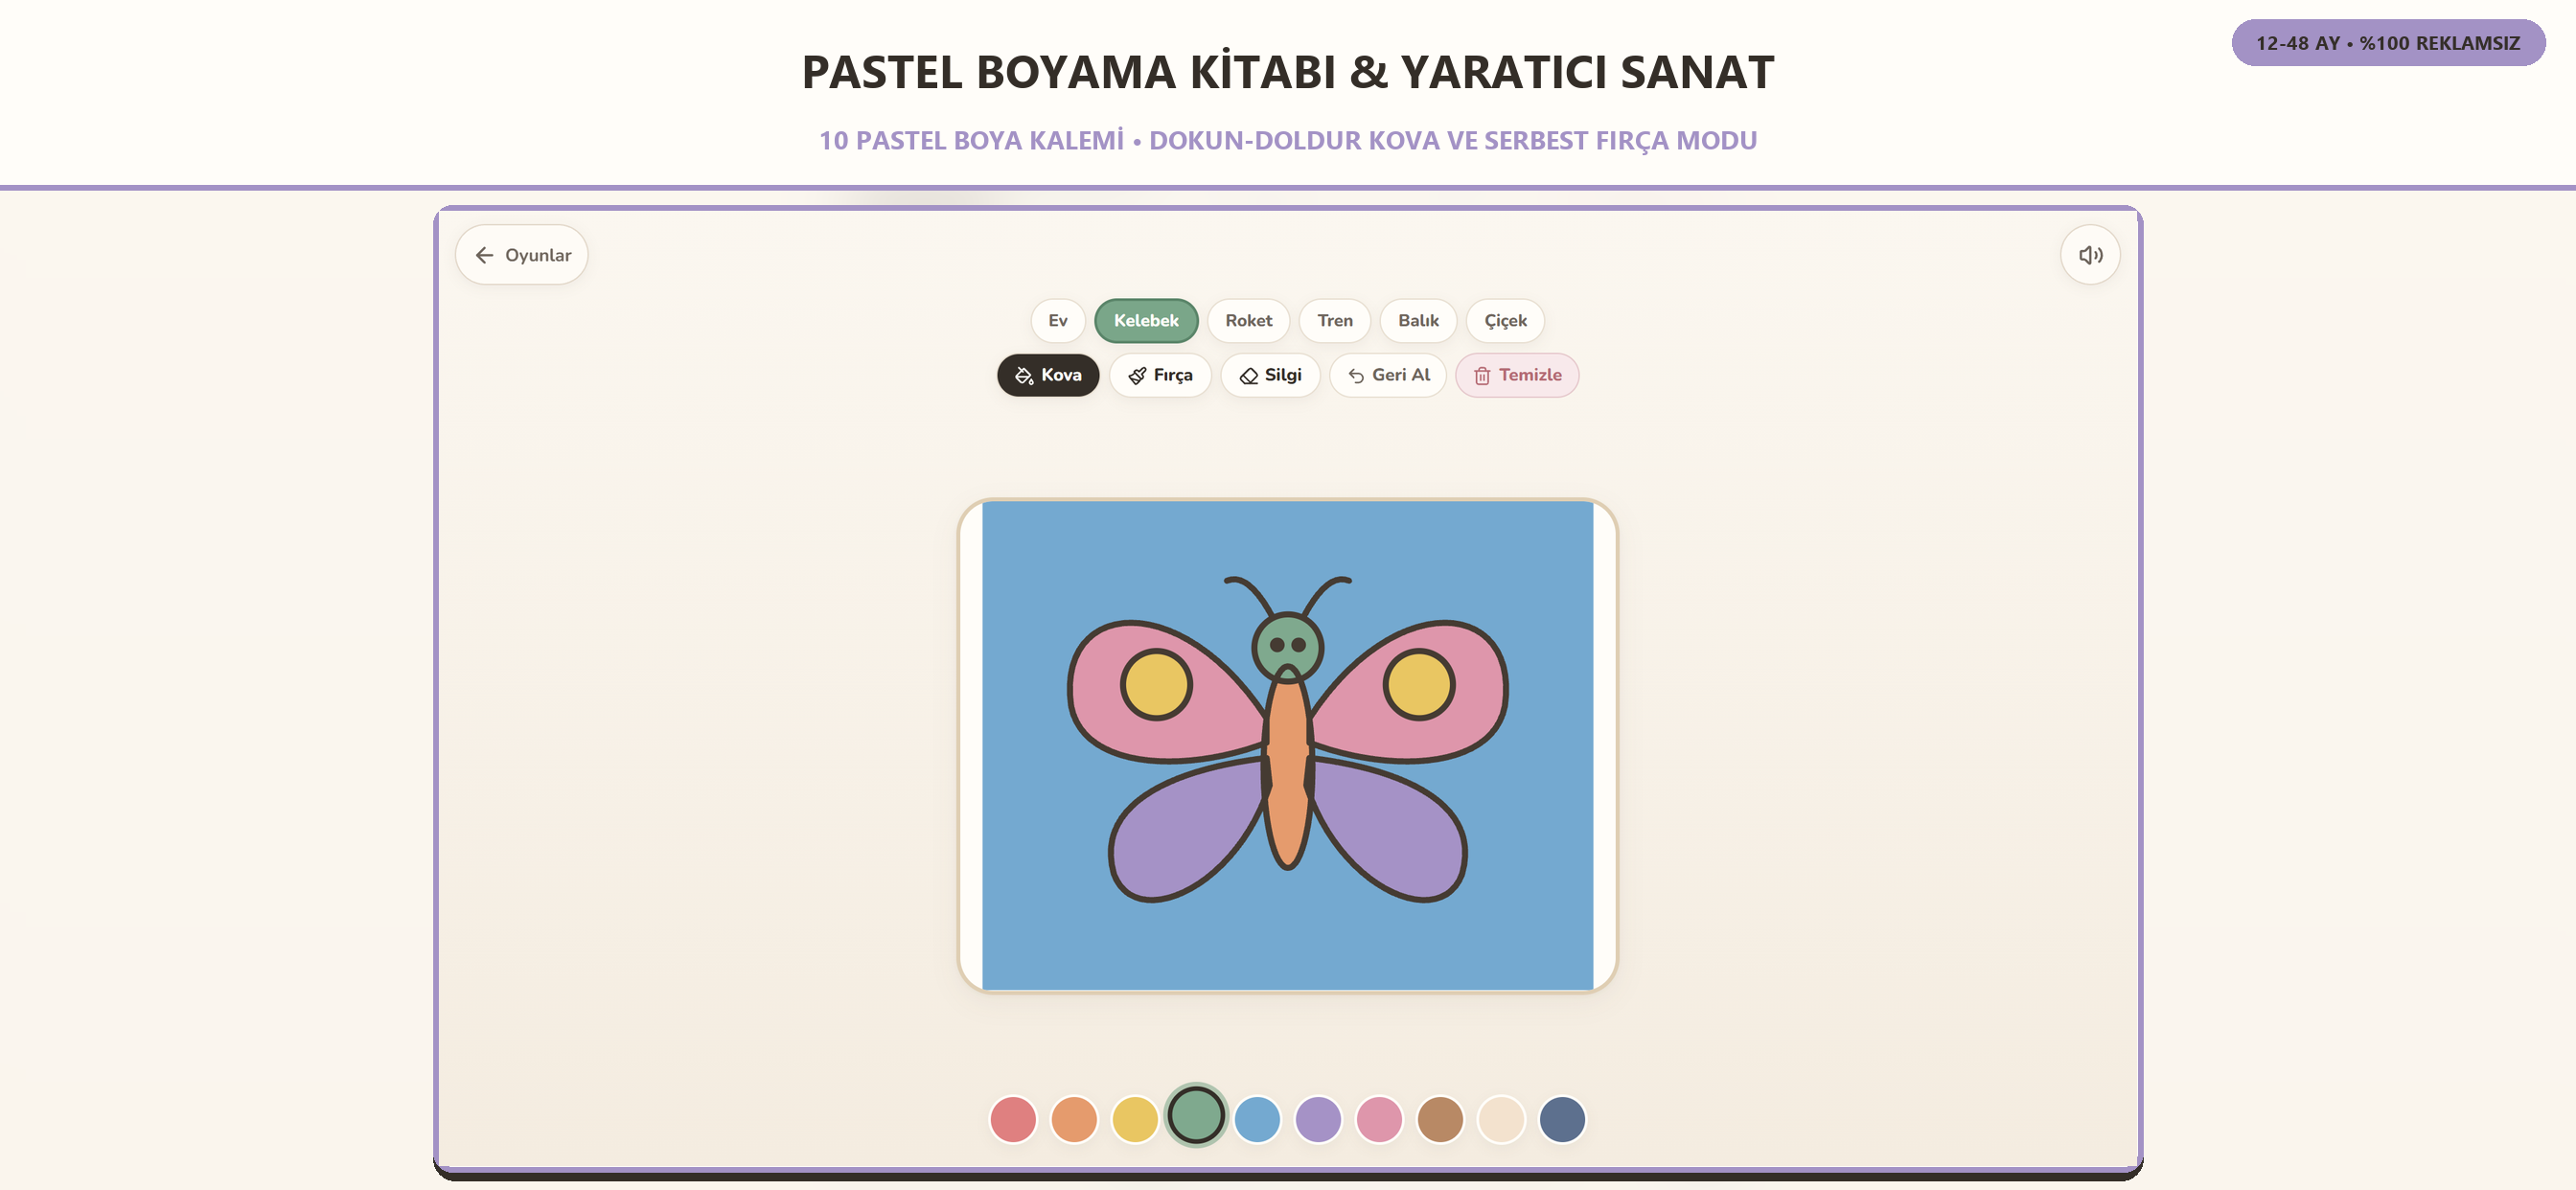 12-48 AY • %100 REKLAMSIZ
PASTEL BOYAMA KİTABI & YARATICI SANAT
10 PASTEL BOYA KALEMİ • DOKUN-DOLDUR KOVA VE SERBEST FIRÇA MODU
Oyunlar
Ev Kelebek Roket Tren Balık Çiçek
Kova Fırça Silgi Geri Al Temizle